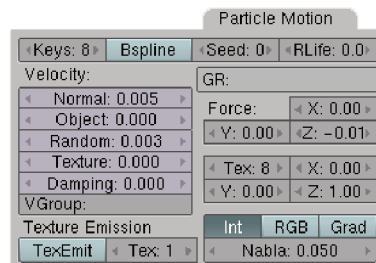 Particle Motion
Keys: 8 Bspline Seed: 0 RLife: 0.0
Velocity:
GR:
Normal: 0.005
Object: 0.000
Random: 0.003
Texture: 0.000
Damping: 0.000
VGroup:
Force: X: 0.00
Y: 0.00 Z: -0.01
Tex: 8 X: 0.00
Y: 0.00 Z: 1.00
Texture Emission
TexEmit Tex: 1
Int RGB Grad
Nabla: 0.050